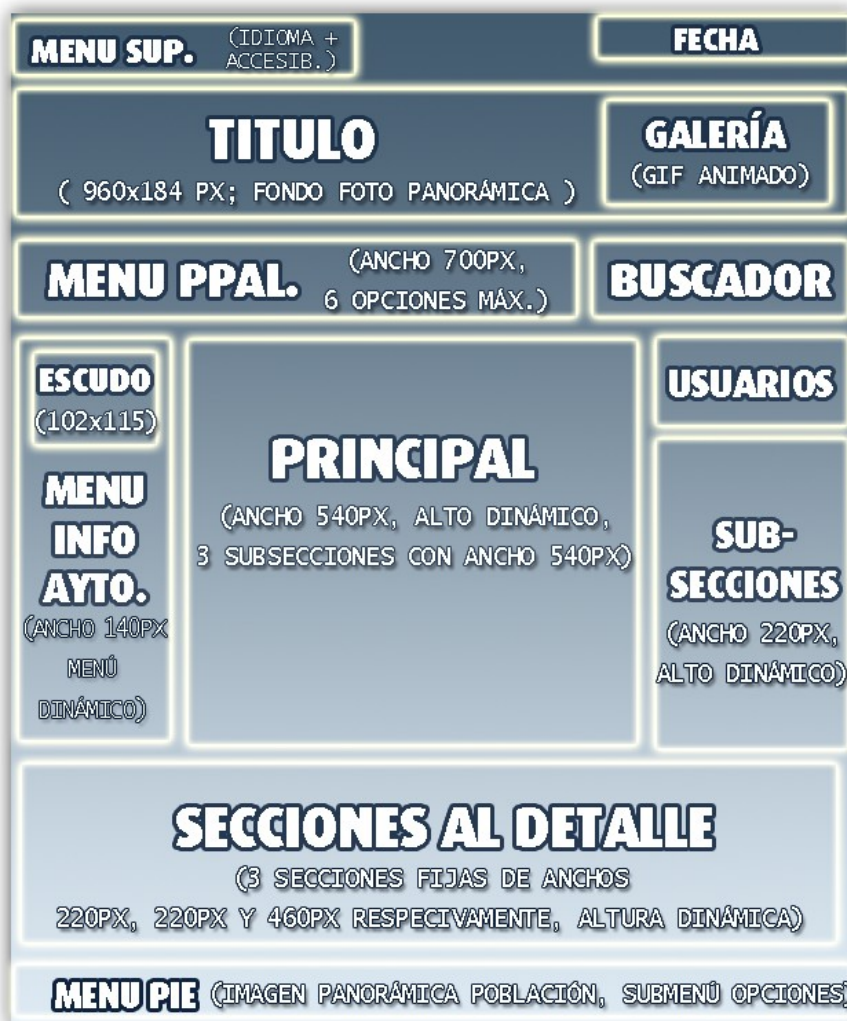 MENU SUP. (IDIOMA +
ACCESIB.)
FECHA
TITULO
( 960x184 PX; FONDO FOTO PANORÁMICA )
GALERÍA
(GIF ANIMADO)
MENU PPAL. (ANCHO 700PX,
6 OPCIONES MÁX.)
BUSCADOR
ESCUDO
(102x115)
MENU
INFO
AYTO.
(ANCHO 140PX
MENÚ
DINÁMICO)
PRINCIPAL
(ANCHO 540PX, ALTO DINÁMICO,
3 SUBSECCIONES CON ANCHO 540PX)
USUARIOS
SUB-
SECCIONES
(ANCHO 220PX,
ALTO DINÁMICO)
SECCIONES AL DETALLE
(3 SECCIONES FIJAS DE ANCHOS
220PX, 220PX Y 460PX RESPECIVAMENTE, ALTURA DINÁMICA)
MENU PIE (IMAGEN PANORÁMICA POBLACIÓN, SUBMENÚ OPCIONES)